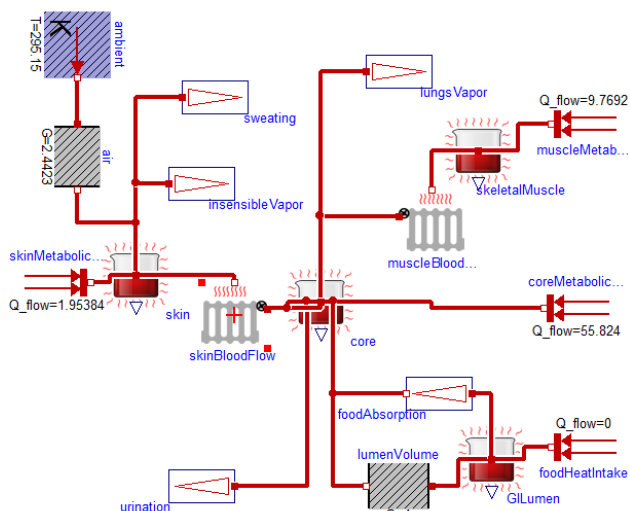 T=295.15
K
ambient
sweating
lungsVapor
Q_flow=9.7692
muscleMetab...
skeletalMuscle
G=2.4423
air
insensibleVapor
muscleBlood...
skinMetabolic...
Q_flow=1.95384
skin
skinBloodFlow
core
coreMetabolic...
Q_flow=55.824
foodAbsorption
Q_flow=0
lumenVolume
foodHeatIntake
GILumen
urination